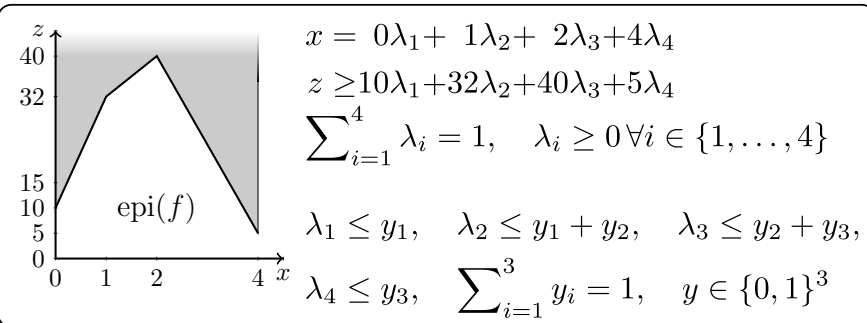 z
40
32
15
10
5
0
epi(f)
0 1 2 4 x
x = 0λ₁+ 1λ₂+ 2λ₃+4λ₄
z ≥10λ₁+32λ₂+40λ₃+5λ₄
∑⁴ᵢ₌₁ λᵢ = 1, λᵢ ≥ 0 ∀i ∈ {1, . . . , 4}
λ₁ ≤ y₁, λ₂ ≤ y₁ + y₂, λ₃ ≤ y₂ + y₃,
λ₄ ≤ y₃, ∑³ᵢ₌₁ yᵢ = 1, y ∈ {0, 1}³